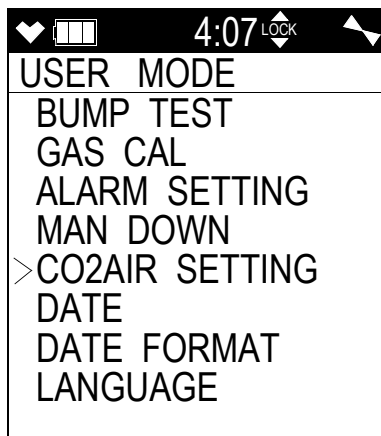 4:07 LOCK
USER MODE
BUMP TEST
GAS CAL
ALARM SETTING
MAN DOWN
>CO2AIR SETTING
DATE
DATE FORMAT
LANGUAGE